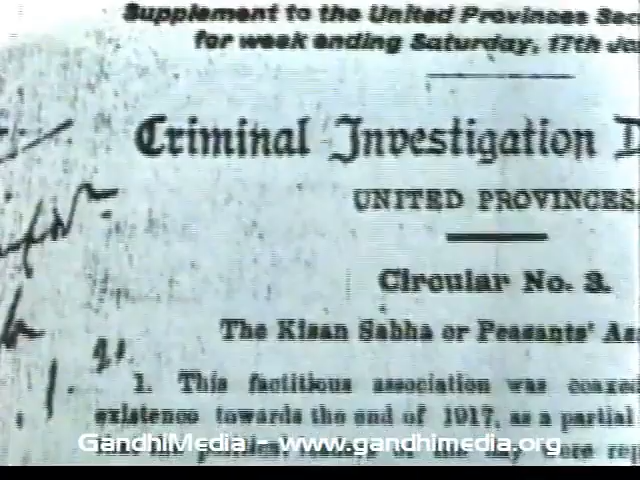 Supplement to the United Provinces Sec
for week ending Saturday, 17th Ja
Criminal Investigation D
UNITED PROVINCES
Circular No. 3.
The Kisan Sabha or Peasants' As
1. This factitious association was coaxed
existence towards the end of 1917, as a partial
GandhiMedia - www.gandhimedia.org